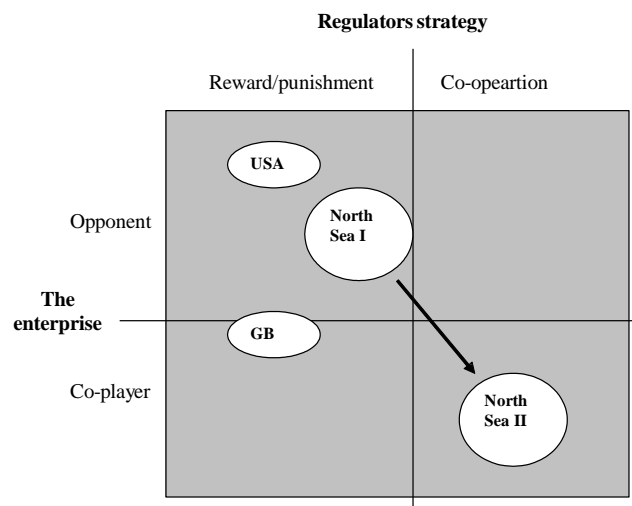 Regulators strategy
Reward/punishment
Co-opeartion
USA
North
Sea I
Opponent
The
enterprise
GB
Co-player
North
Sea II